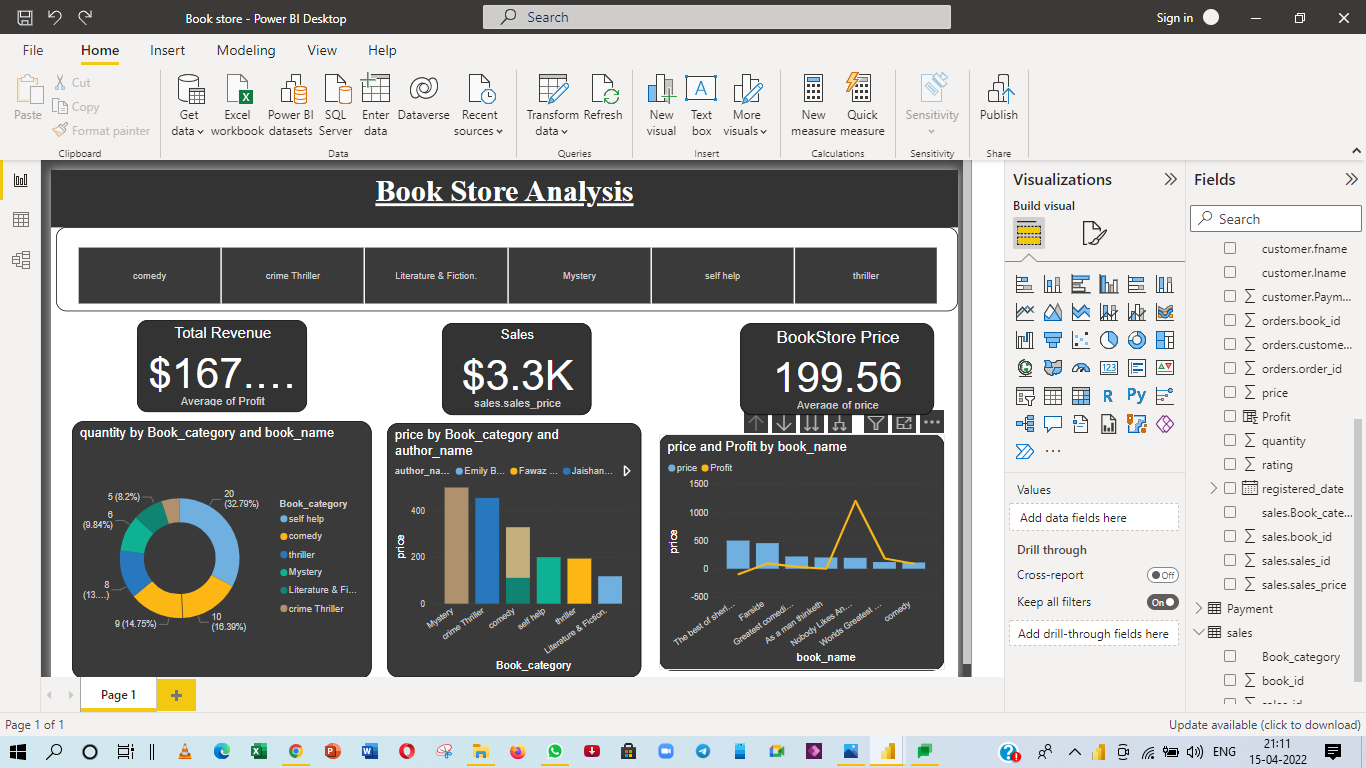 Book store - Power BI Desktop
Search
Sign in
File Home Insert Modeling View Help
Paste
Cut
Copy
Format painter
Clipboard
Get data
Excel workbook
Power BI datasets
SQL Server
Enter data
Dataverse
Recent sources
Data
Transform data
Refresh
Queries
New visual
Text box
More visuals
Insert
New measure
Quick measure
Calculations
Sensitivity
Sensitivity
Publish
Share
Book Store Analysis
comedy
crime Thriller
Literature & Fiction.
Mystery
self help
thriller
Total Revenue
$167....
Average of Profit
Sales
$3.3K
sales.sales_price
BookStore Price
199.56
Average of price
quantity by Book_category and book_name
20
(32.79%)
10
(16.39%)
9 (14.75%)
8
(13....)
6
(9.84%)
5 (8.2%)
Book_category
self help
comedy
thriller
Mystery
Literature & Fi...
crime Thriller
price by Book_category and
author_name
author_na...
Emily B...
Fawaz ...
Jaishan...
price
400
200
0
Mystery
crime Thriller
comedy
self help
thriller
Literature & Fiction.
Book_category
price and Profit by book_name
price
Profit
price
1500
1000
500
0
-500
The best of sherl...
Farside
Greatest comedi...
As a man thinketh
Nobody Likes An...
Worlds Greatest ...
comedy
book_name
Visualizations
Build visual
123
R
Py
Values
Add data fields here
Drill through
Cross-report
Off
Keep all filters
On
Add drill-through fields here
Fields
Search
customer.fname
customer.lname
customer.Paym...
orders.book_id
orders.custome...
orders.order_id
price
Profit
quantity
rating
registered_date
sales.Book_cate...
sales.book_id
sales.sales_id
sales.sales_price
Payment
sales
Book_category
book_id
sales_id
Page 1
Page 1 of 1
Update available (click to download)
ENG
21:11
15-04-2022